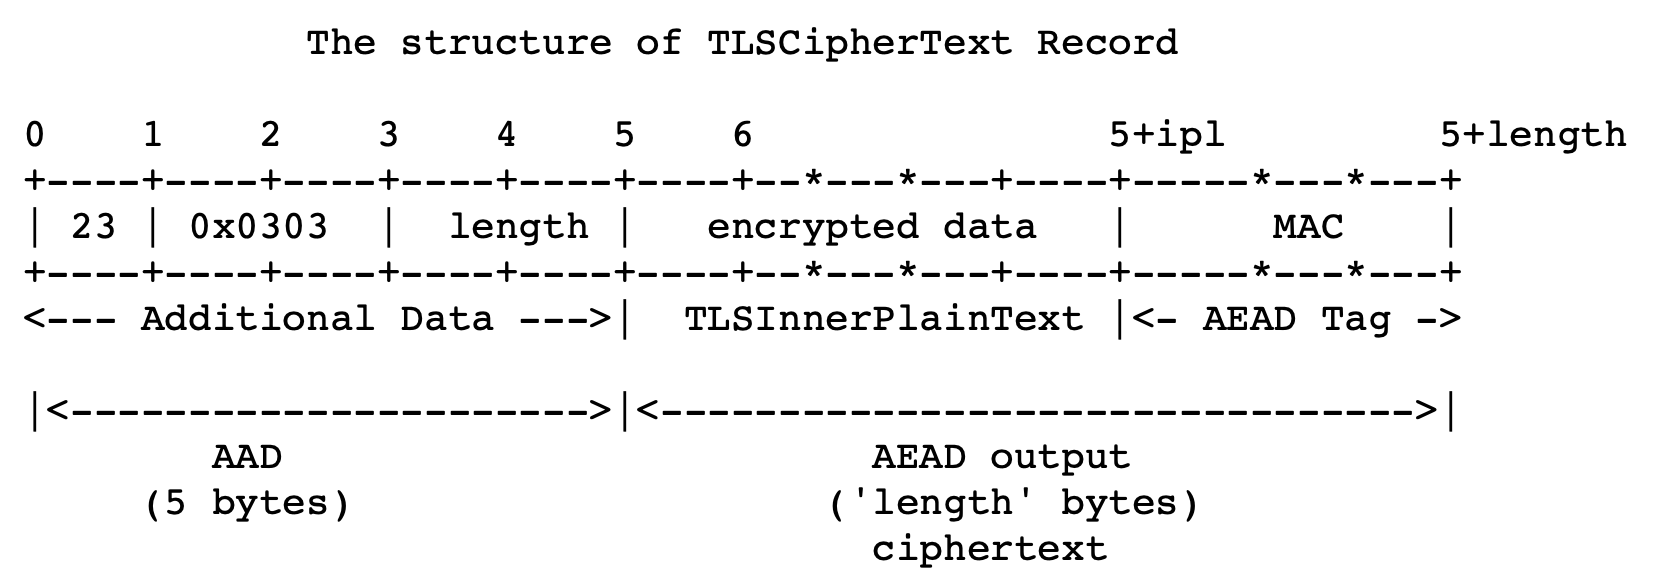 The structure of TLSCipherText Record
0    1    2    3    4    5    6               5+ipl         5+length
+----+----+----+----+----+----+--*---*---+----+-----*---*---+
| 23 | 0x0303  |  length |   encrypted data   |      MAC    |
+----+----+----+----+----+----+--*---*---+----+-----*---*---+
<--- Additional Data --->|  TLSInnerPlainText |<- AEAD Tag ->
|<---------------------->|<-------------------------------->|
AAD                            AEAD output
(5 bytes)                    ('length' bytes)
ciphertext